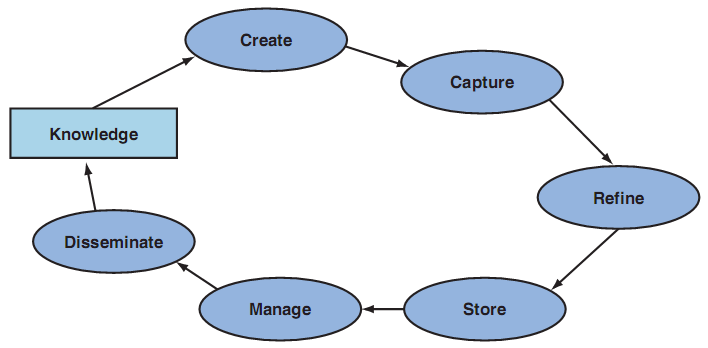 Create
Capture
Knowledge
Refine
Disseminate
Manage
Store